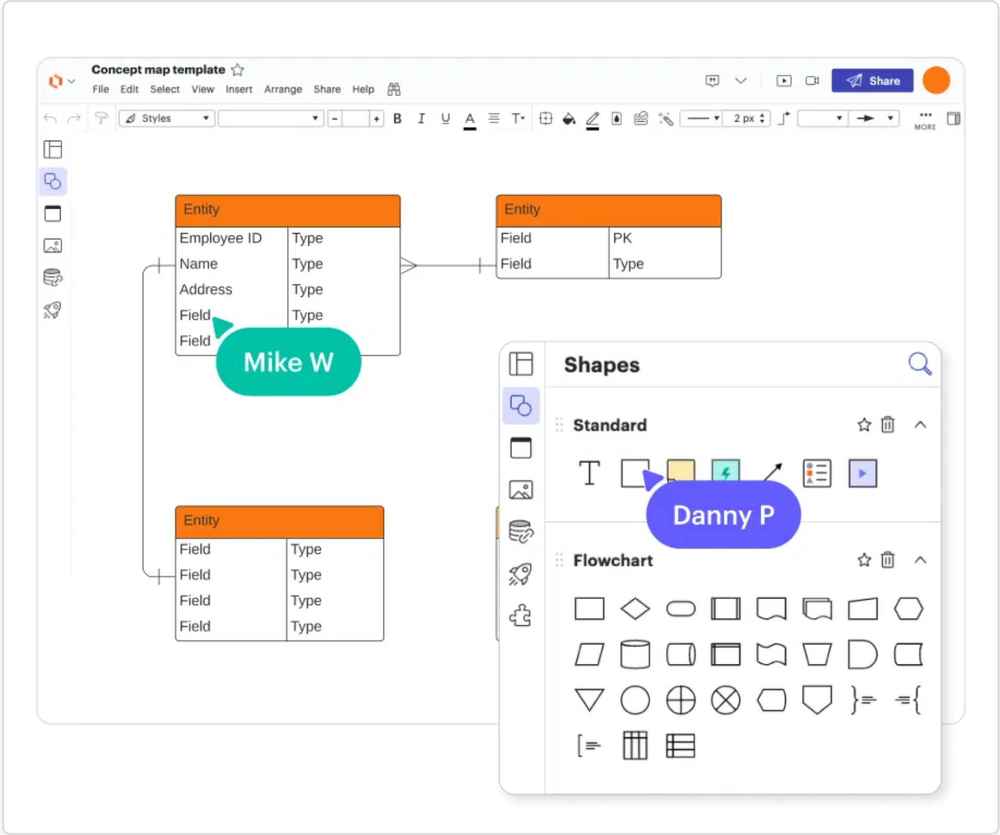 Concept map template
File Edit Select View Insert Arrange Share Help
Share
Styles
B I U A T
2 px
MORE
Entity
Employee ID Type
Name Type
Address Type
Field Type
Field
Mike W
Entity
Field PK
Field Type
Entity
Field Type
Field Type
Field Type
Field Type
Shapes
Standard
T
Danny P
Flowchart